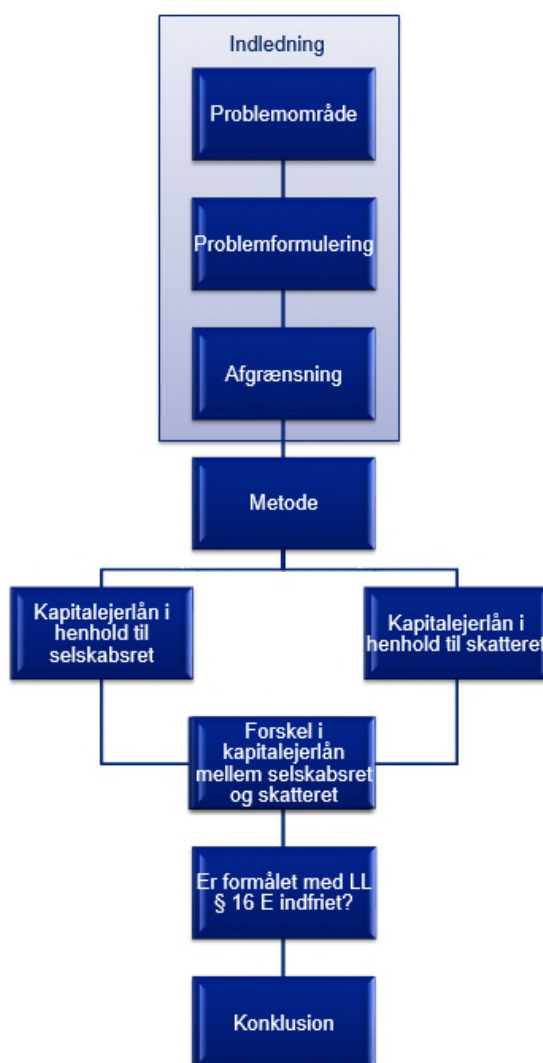 Indledning
Problemområde
Problemformulering
Afgrænsning
Metode
Kapitalejerlån i
henhold til
selskabsret
Kapitalejerlån i
henhold til skatteret
Forskel i
kapitalejerlån
mellem selskabsret
og skatteret
Er formålet med LL
§ 16 E indfriet?
Konklusion